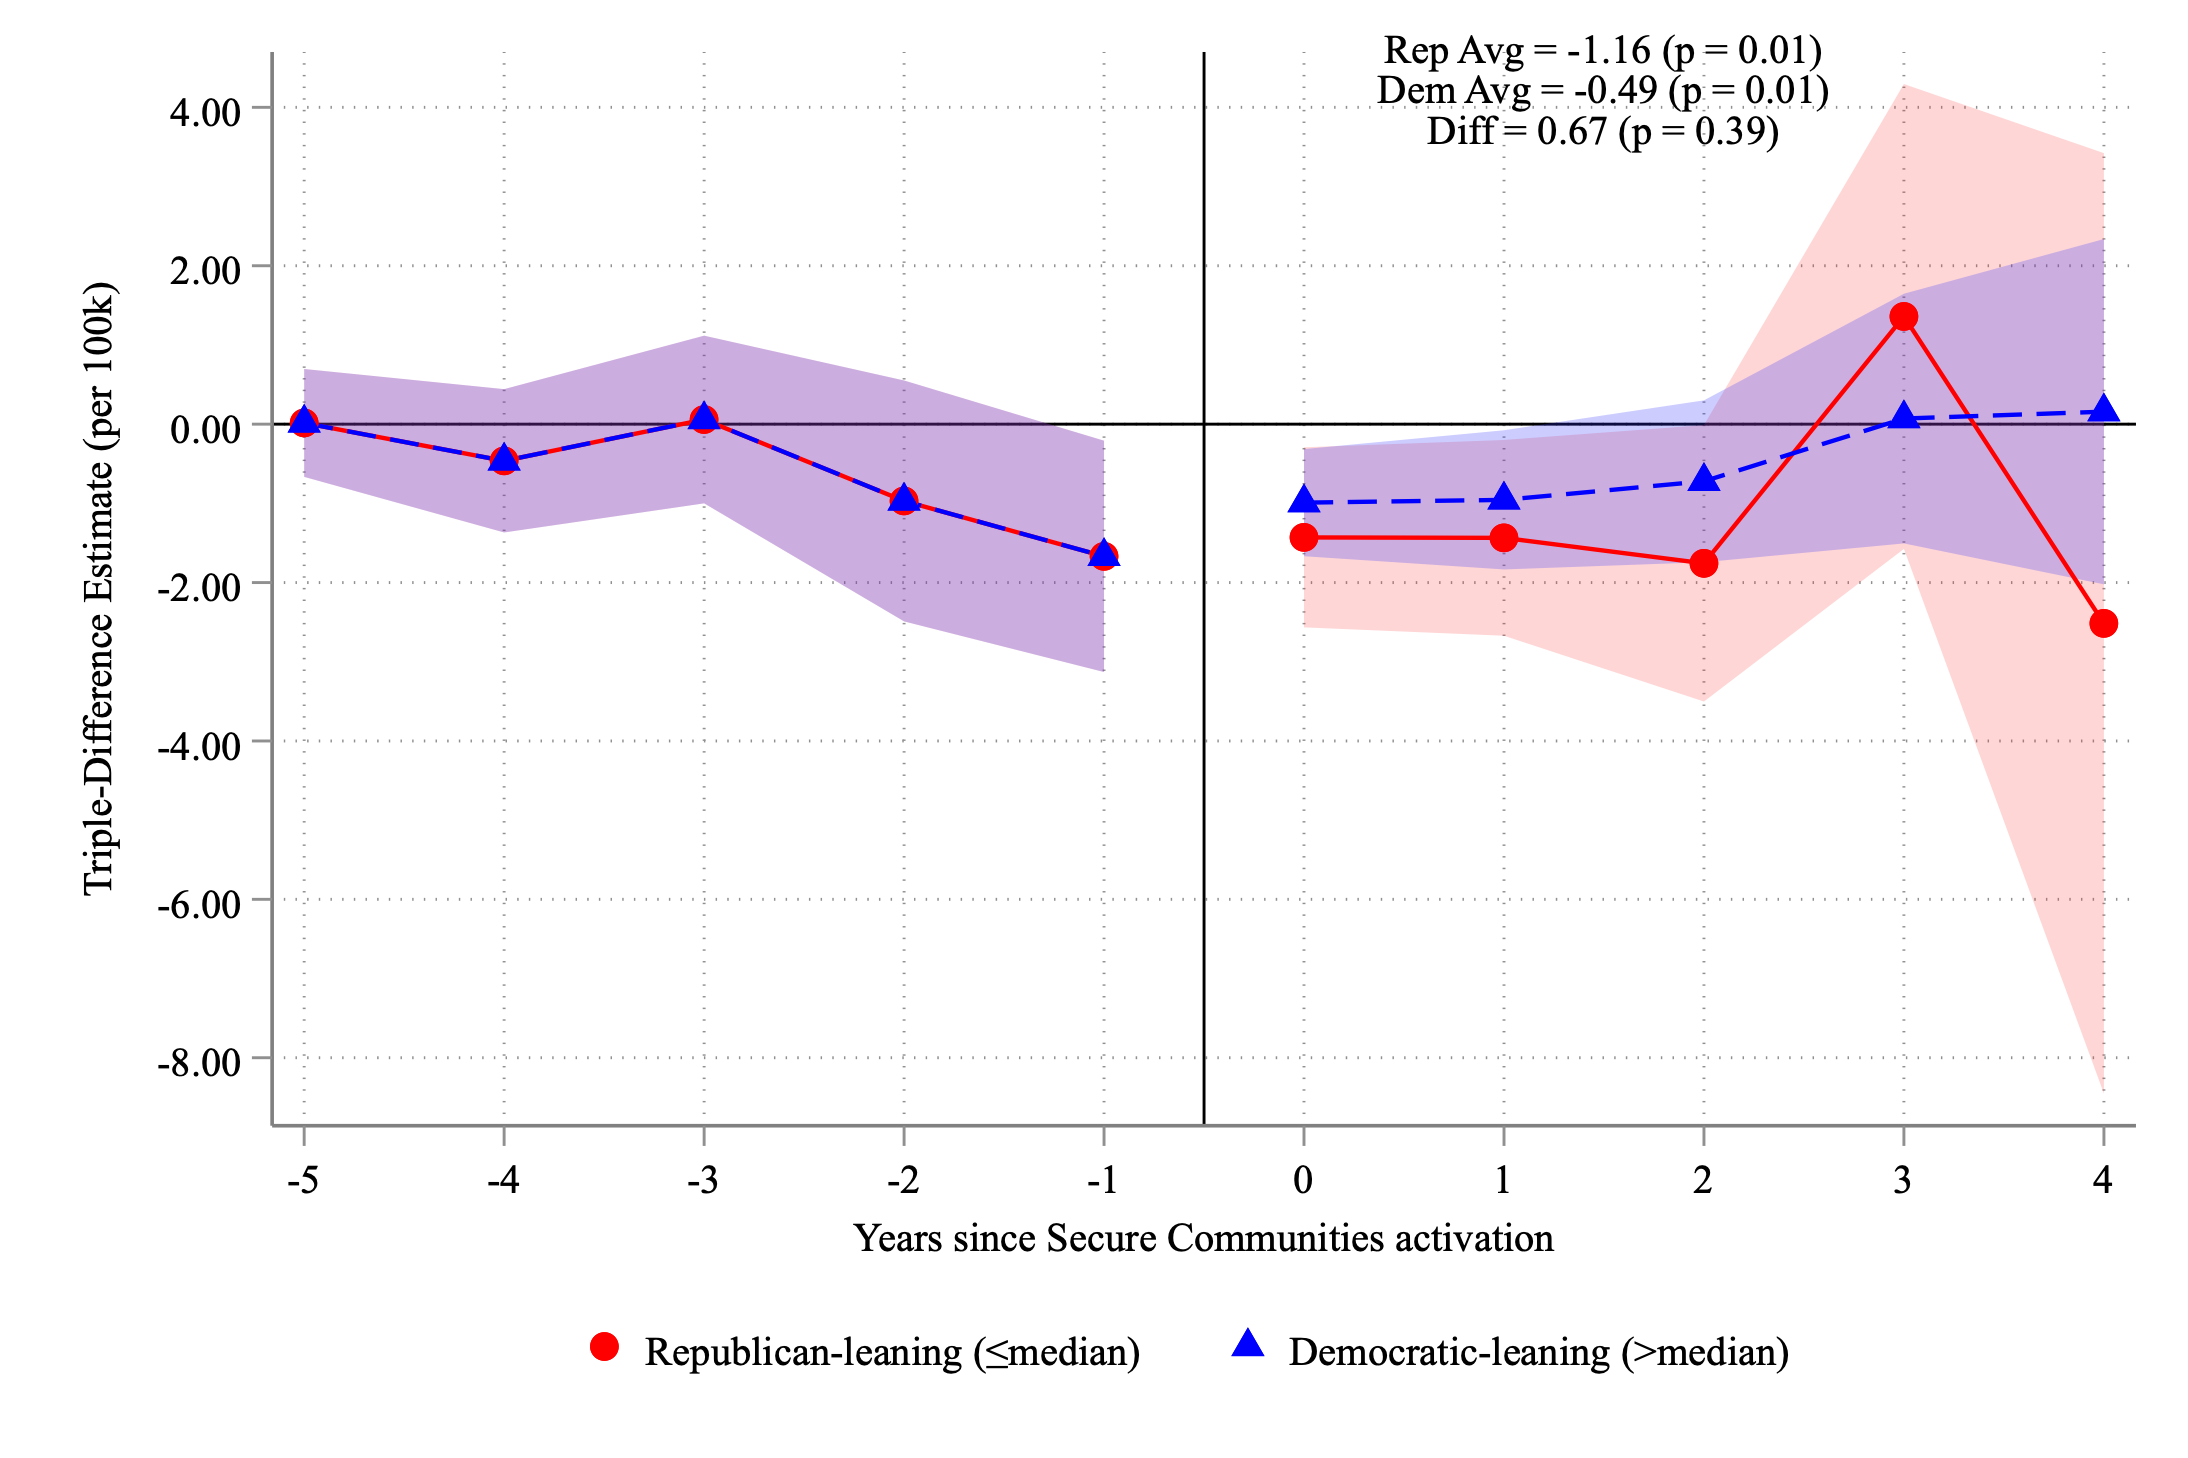 Rep Avg = -1.16 (p = 0.01)
Dem Avg = -0.49 (p = 0.01)
Diff = 0.67 (p = 0.39)
Triple-Difference Estimate (per 100k)
4.00
2.00
0.00
-2.00
-4.00
-6.00
-8.00
-5 -4 -3 -2 -1 0 1 2 3 4
Years since Secure Communities activation
Republican-leaning (≤median) Democratic-leaning (>median)